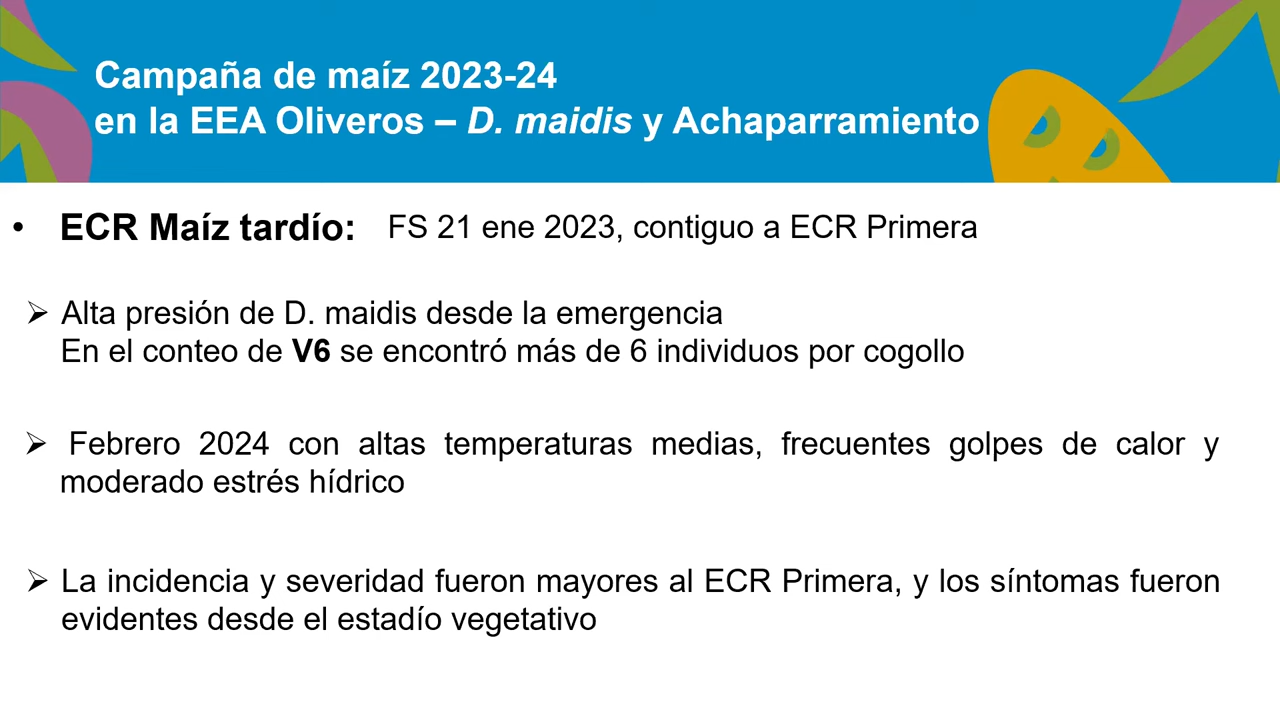 Campaña de maíz 2023-24
en la EEA Oliveros – D. maidis y Achaparramiento
• ECR Maíz tardío: FS 21 ene 2023, contiguo a ECR Primera
➢ Alta presión de D. maidis desde la emergencia
En el conteo de V6 se encontró más de 6 individuos por cogollo
➢ Febrero 2024 con altas temperaturas medias, frecuentes golpes de calor y
moderado estrés hídrico
➢ La incidencia y severidad fueron mayores al ECR Primera, y los síntomas fueron
evidentes desde el estadío vegetativo